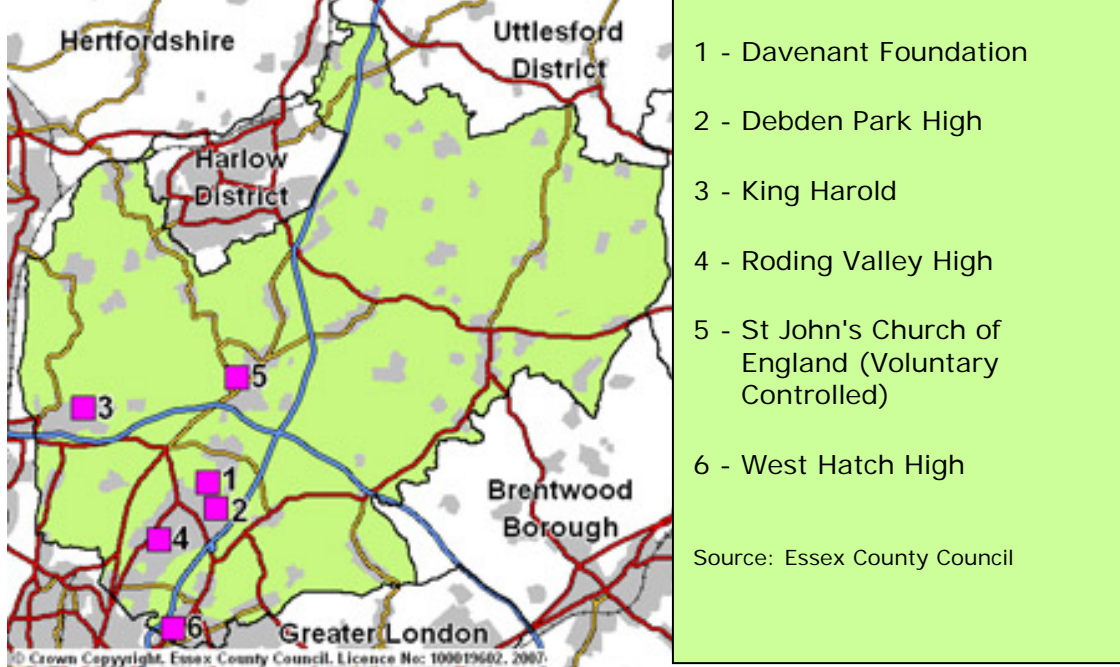 Hertfordshire
Uttlesford
District
Harlow
District
5
3
1
2
4
Brentwood
Borough
6
Greater London
© Crown Copyyright. Essex County Council. Licence No: 100019602. 2007.
1 - Davenant Foundation
2 - Debden Park High
3 - King Harold
4 - Roding Valley High
5 - St John's Church of
England (Voluntary
Controlled)
6 - West Hatch High
Source: Essex County Council